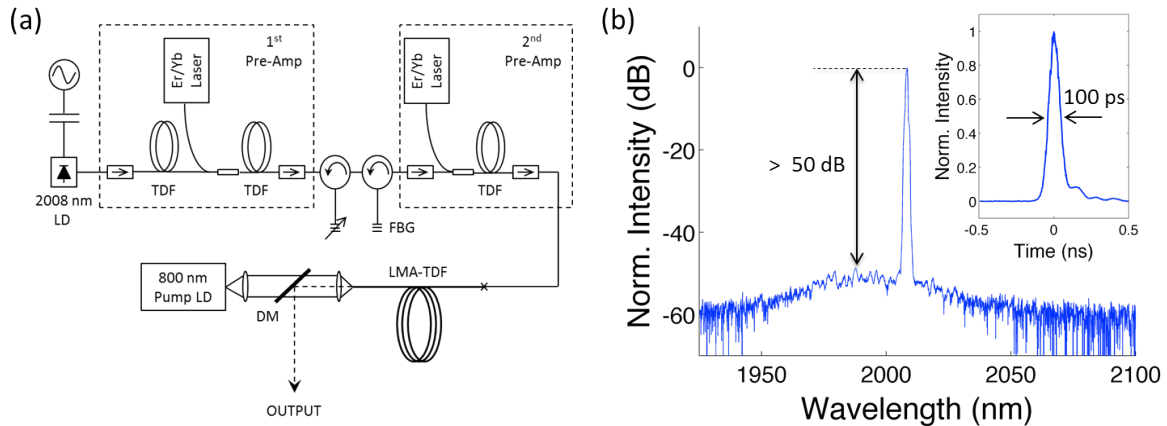 (a)
1st
Pre-Amp
Er/Yb
Laser
2nd
Pre-Amp
Er/Yb
Laser
2008 nm
LD
TDF
TDF
TDF
FBG
800 nm
Pump LD
DM
LMA-TDF
OUTPUT
(b)
Norm. Intensity (dB)
0
-20
-40
-60
> 50 dB
1950
2000
2050
2100
Wavelength (nm)
Norm. Intensity
1
0.8
0.6
0.4
0.2
0
100 ps
-0.5
0
0.5
Time (ns)